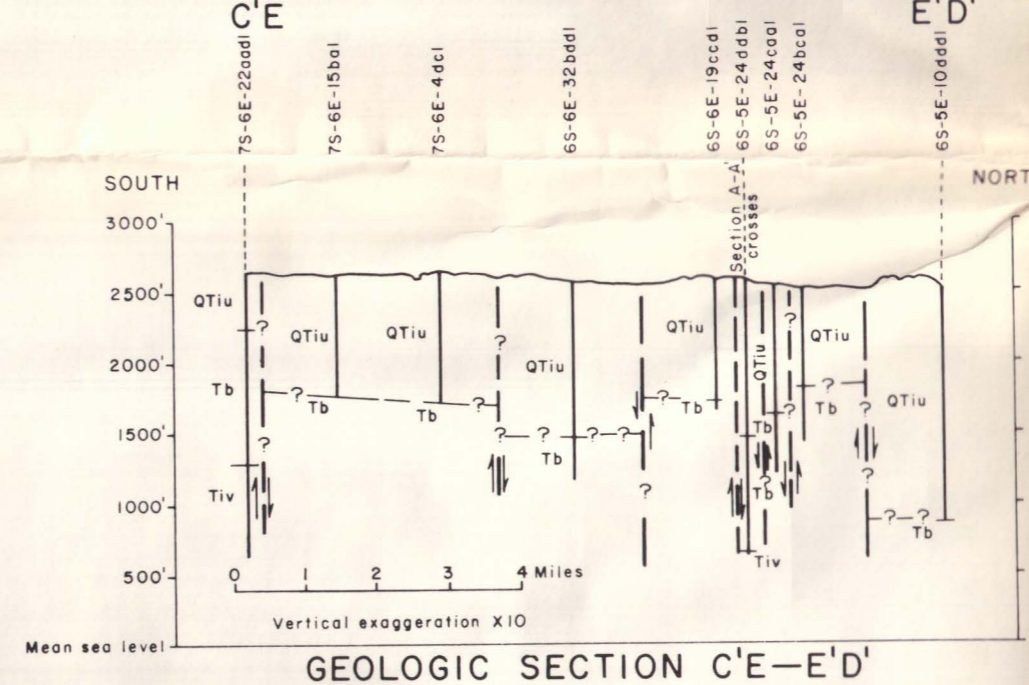 C'E E'D'
7S-6E-22aad1 7S-6E-15ba1 7S-6E-4dc1 6S-6E-32bdd1 6S-6E-19ccd1 6S-5E-24ddb1 6S-5E-24caa1 6S-5E-24bca1 6S-5E-10ddd1
SOUTH NORT
Section A-A'
crosses
3000'
2500'
QTiu ? QTiu QTiu ? QTiu QTiu QTiu ? QTiu QTiu
2000'
Tb ? Tb Tb ? ? Tb ? Tb ? ?
1500'
? ? ? ? ? Tb Tb
Tiv ? ? Tb ?
1000'
? ? Tb
Tiv
500'
0 1 2 3 4 Miles
Vertical exaggeration X10
Mean sea level
GEOLOGIC SECTION C'E—E'D'